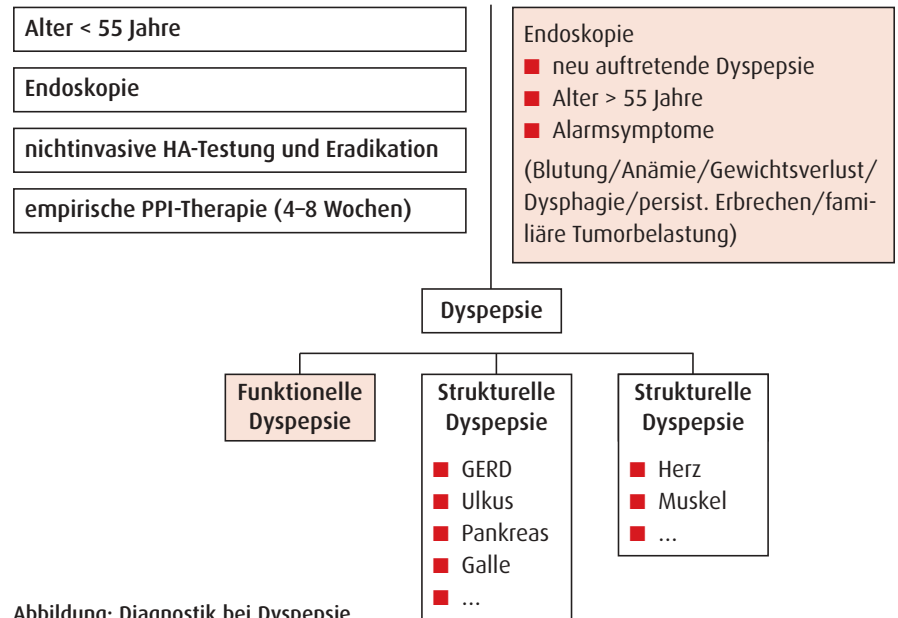 Alter < 55 Jahre
Endoskopie
nichtinvasive HA-Testung und Eradikation
empirische PPI-Therapie (4–8 Wochen)
Endoskopie
■ neu auftretende Dyspepsie
■ Alter > 55 Jahre
■ Alarmsymptome
(Blutung/Anämie/Gewichtsverlust/
Dysphagie/persist. Erbrechen/fami-
liäre Tumorbelastung)
Dyspepsie
Funktionelle
Dyspepsie
Strukturelle
Dyspepsie
■ GERD
■ Ulkus
■ Pankreas
■ Galle
■ ...
Strukturelle
Dyspepsie
■ Herz
■ Muskel
■ ...
Abbildung: Diagnostik bei Dyspepsie